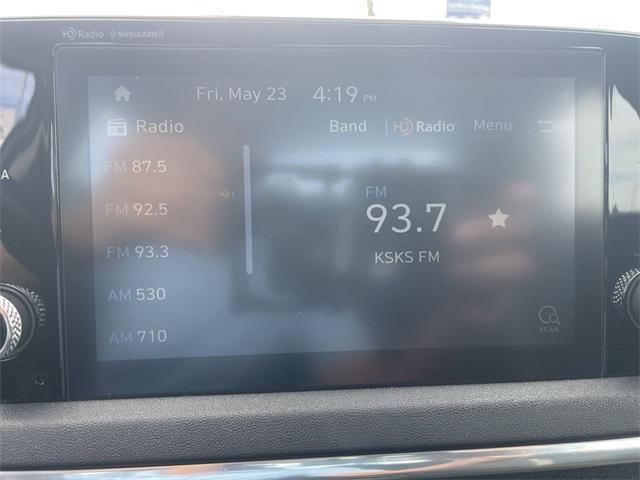 HD Radio ((SiriusXM))
Fri, May 23 4:19 PM
Radio Band HD Radio Menu
FM 87.5
FM 92.5
FM 93.3
AM 530
AM 710
FM
93.7
KSKS FM
SCAN
A